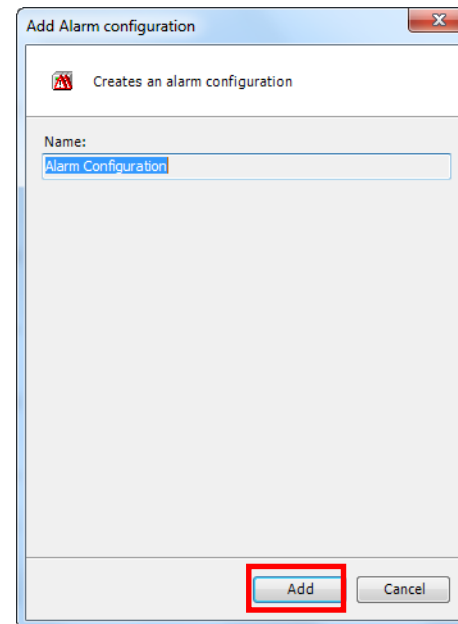 Add Alarm configuration
Creates an alarm configuration
Name:
Alarm Configuration
Add Cancel